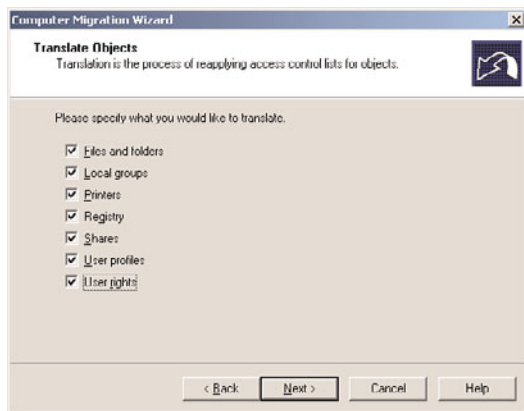 Computer Migration Wizard
Translate Objects
Translation is the process of reapplying access control lists for objects.
Please specify what you would like to translate.
Files and folders
Local groups
Printers
Registry
Shares
User profiles
User rights
< Back Next > Cancel Help